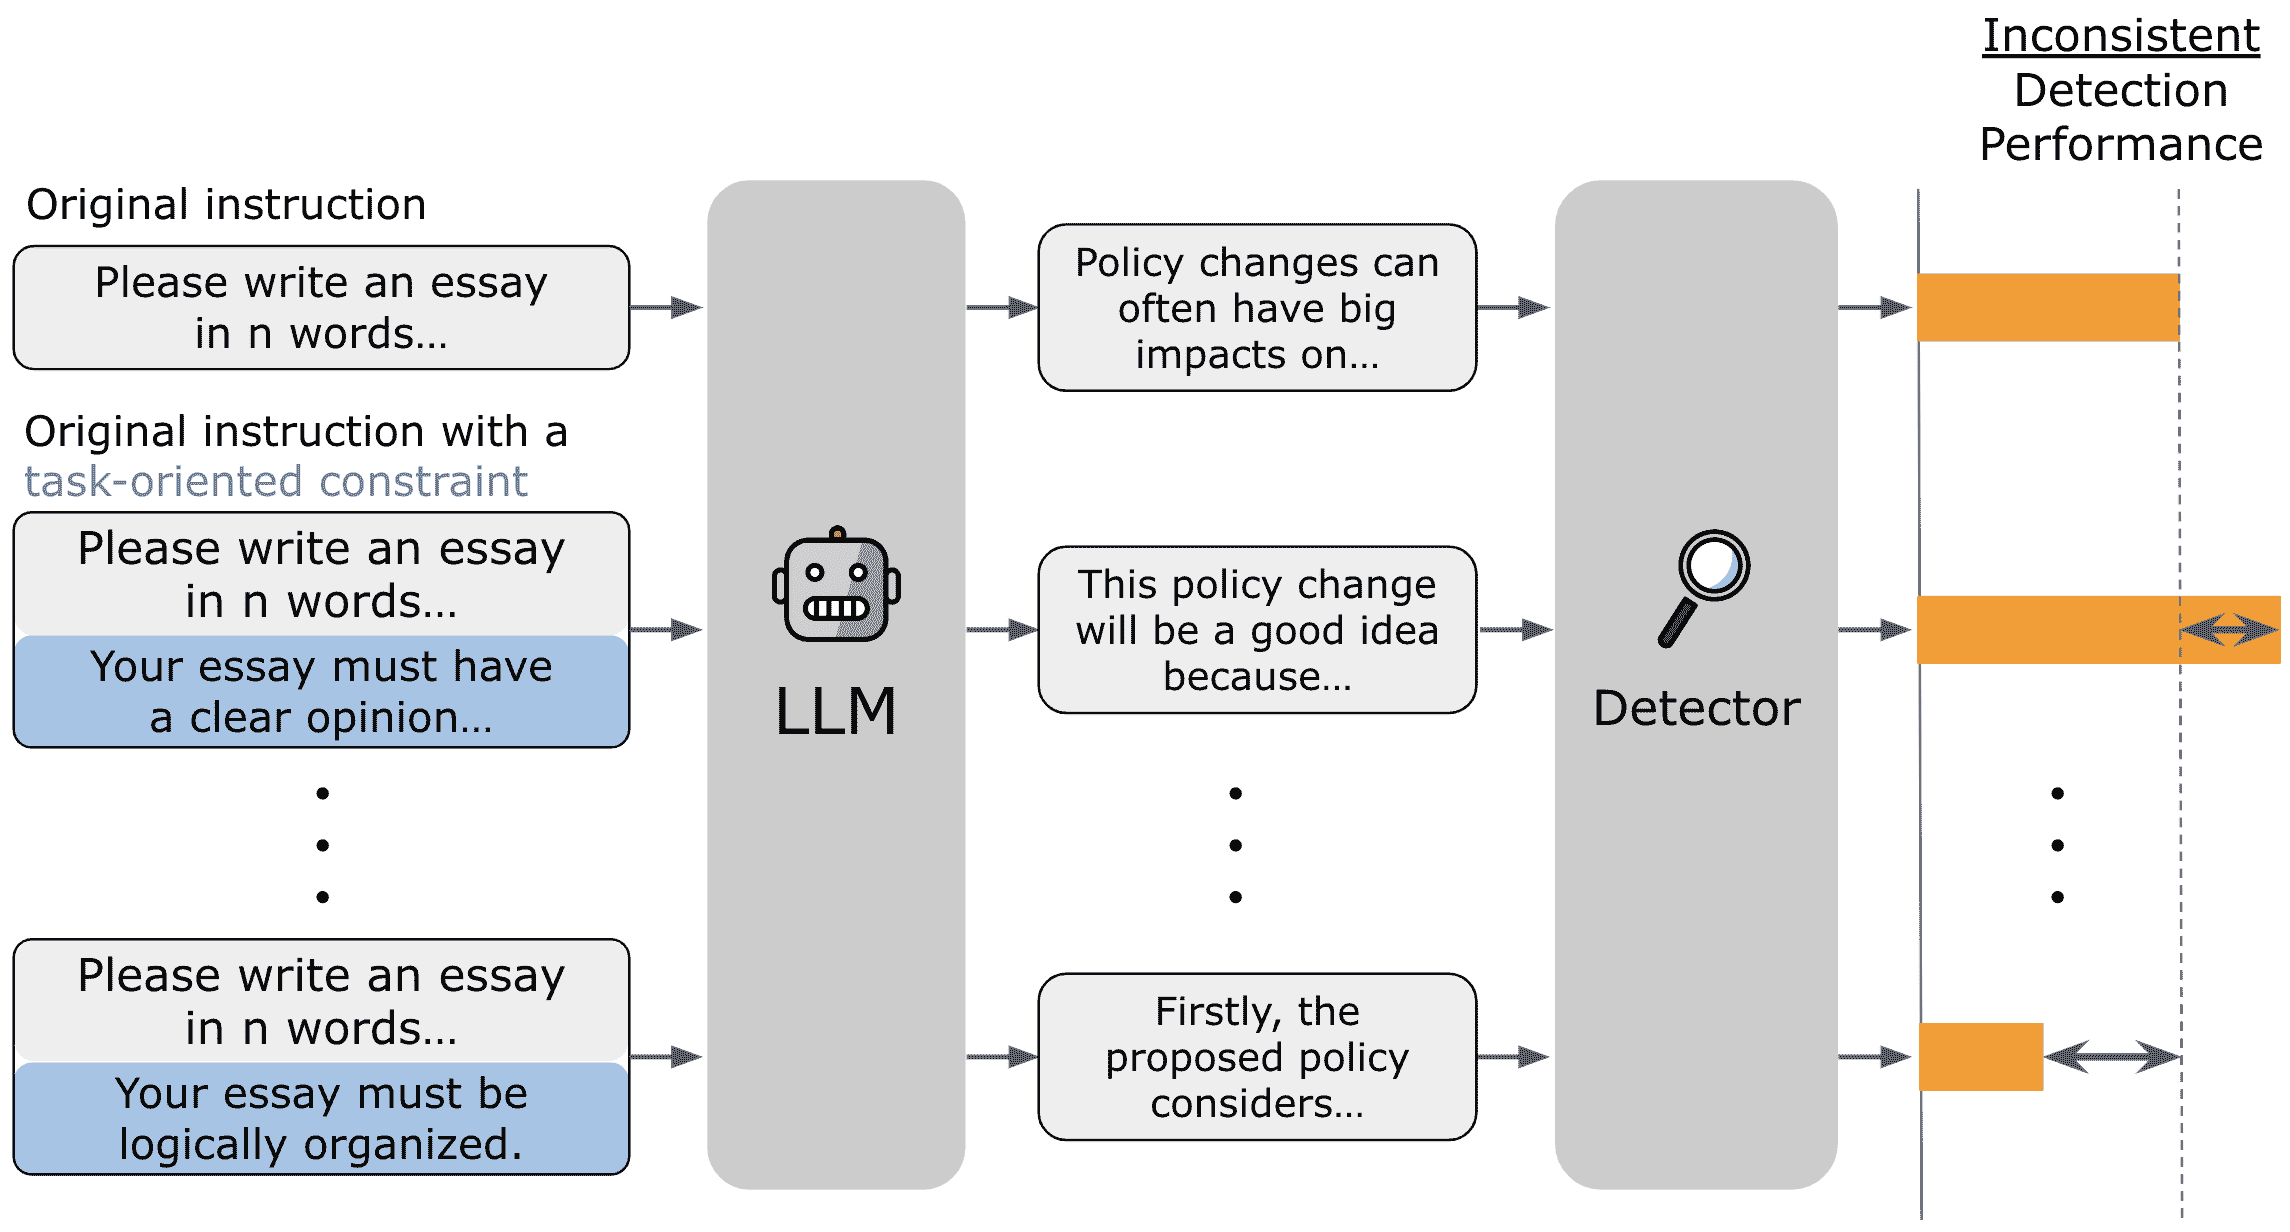 Inconsistent
Detection
Performance
Original instruction
Please write an essay
in n words...
Policy changes can
often have big
impacts on...
Original instruction with a
task-oriented constraint
Please write an essay
in n words...
Your essay must have
a clear opinion...
LLM
This policy change
will be a good idea
because...
Detector
Please write an essay
in n words...
Your essay must be
logically organized.
Firstly, the
proposed policy
considers...